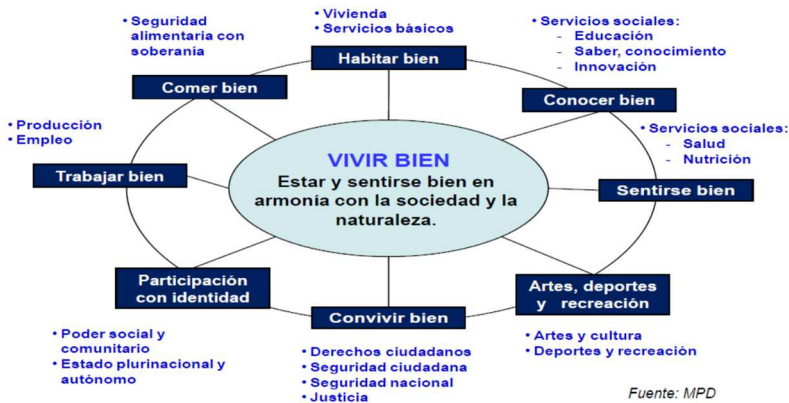 • Seguridad
alimentaria con
soberanía
• Vivienda
• Servicios básicos
• Servicios sociales:
- Educación
- Saber, conocimiento
- Innovación
Habitar bien
Comer bien
Conocer bien
• Producción
• Empleo
• Servicios sociales:
- Salud
- Nutrición
VIVIR BIEN
Estar y sentirse bien en
armonía con la sociedad y la
naturaleza.
Trabajar bien
Sentirse bien
Participación
con identidad
Artes, deportes
y recreación
Convivir bien
• Poder social y
comunitario
• Estado plurinacional y
autónomo
• Derechos ciudadanos
• Seguridad ciudadana
• Seguridad nacional
• Justicia
• Artes y cultura
• Deportes y recreación
Fuente: MPD